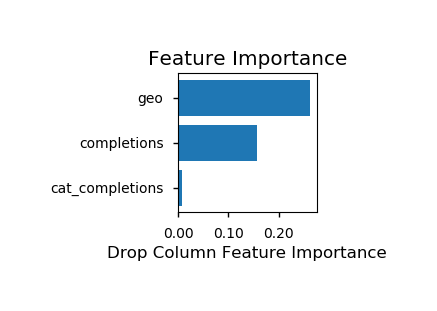 Feature Importance
geo
completions
cat_completions
0.00 0.10 0.20
Drop Column Feature Importance